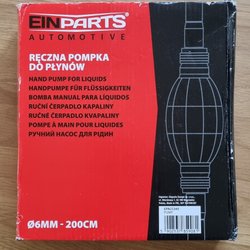 EINPARTS
AUTOMOTIVE
RĘCZNA POMPKA
DO PŁYNÓW
HAND PUMP FOR LIQUIDS
HANDPUMPE FÜR FLÜSSIGKEITEN
BOMBA MANUAL PARA LÍQUIDOS
RUČNÍ ČERPADLO KAPALINY
RUČNÉ ČERPADLO KVAPALINY
POMPE À MAIN POUR LIQUIDES
РУЧНИЙ НАСОС ДЛЯ РІДИН
Ø6MM - 200CM